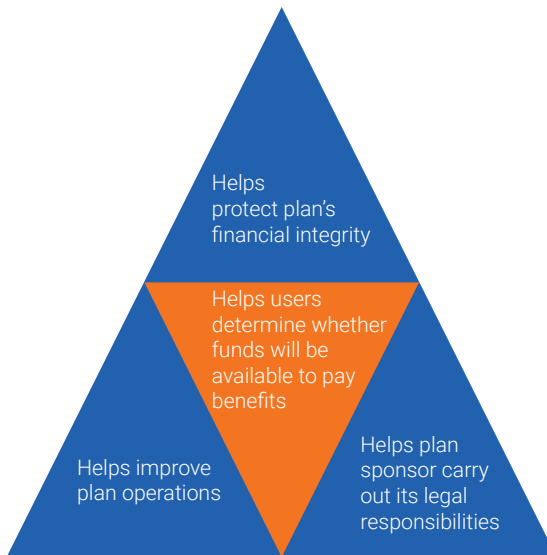 Helps
protect plan’s
financial integrity
Helps users
determine whether
funds will be
available to pay
benefits
Helps improve
plan operations
Helps plan
sponsor carry
out its legal
responsibilities